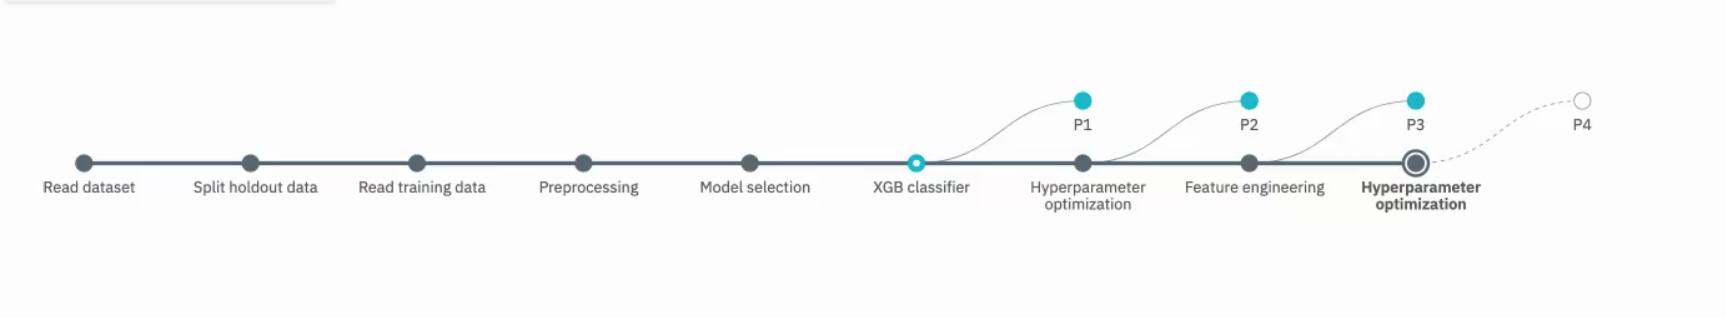 P1
P2
P3
P4
Read dataset
Split holdout data
Read training data
Preprocessing
Model selection
XGB classifier
Hyperparameter
optimization
Feature engineering
Hyperparameter
optimization